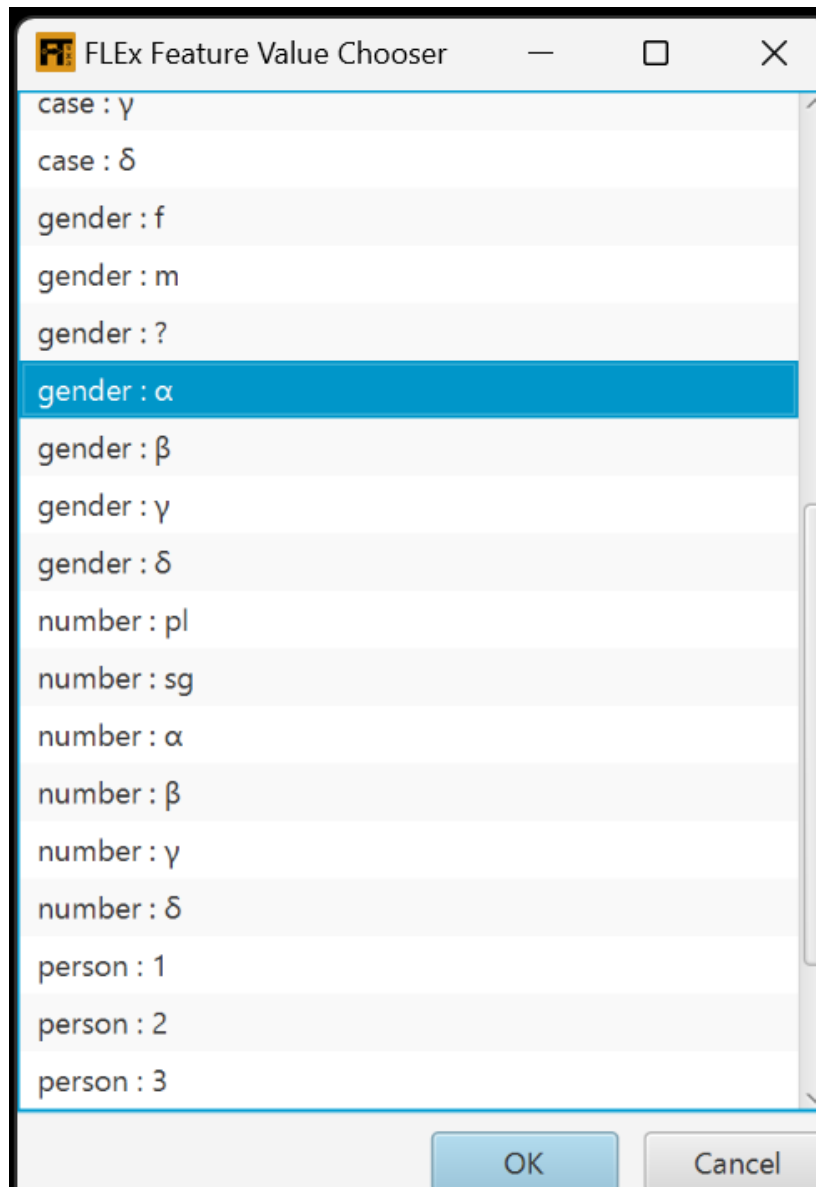 FLEx Feature Value Chooser
case : γ
case : δ
gender : f
gender : m
gender : ?
gender : α
gender : β
gender : γ
gender : δ
number : pl
number : sg
number : α
number : β
number : γ
number : δ
person : 1
person : 2
person : 3
OK
Cancel